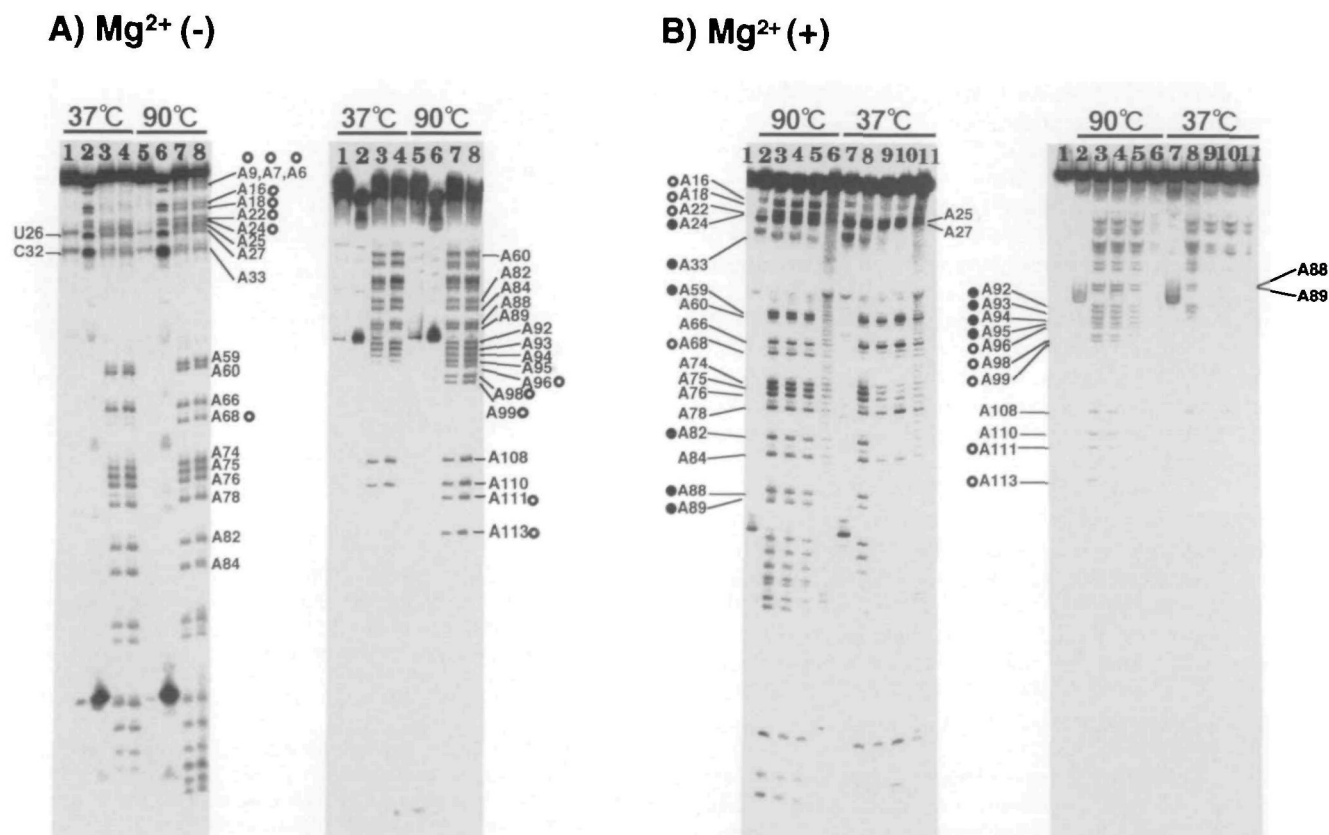 A) Mg²⁺ (-)
37°C 90°C
1 2 3 4 5 6 7 8
A9,A7,A6
A16
A18
A22
A24
A25
A27
A33
U26
C32
A59
A60
A66
A68
A74
A75
A76
A78
A82
A84
37°C 90°C
1 2 3 4 5 6 7 8
A60
A82
A84
A88
A89
A92
A93
A94
A95
A96
A98
A99
A108
A110
A111
A113
B) Mg²⁺ (+)
90°C 37°C
1 2 3 4 5 6 7 8 9 10 11
A16
A18
A22
A24
A33
A59
A60
A66
A68
A74
A75
A76
A78
A82
A84
A88
A89
A25
A27
90°C 37°C
1 2 3 4 5 6 7 8 9 10 11
A92
A93
A94
A95
A96
A98
A99
A108
A110
A111
A113
A88
A89